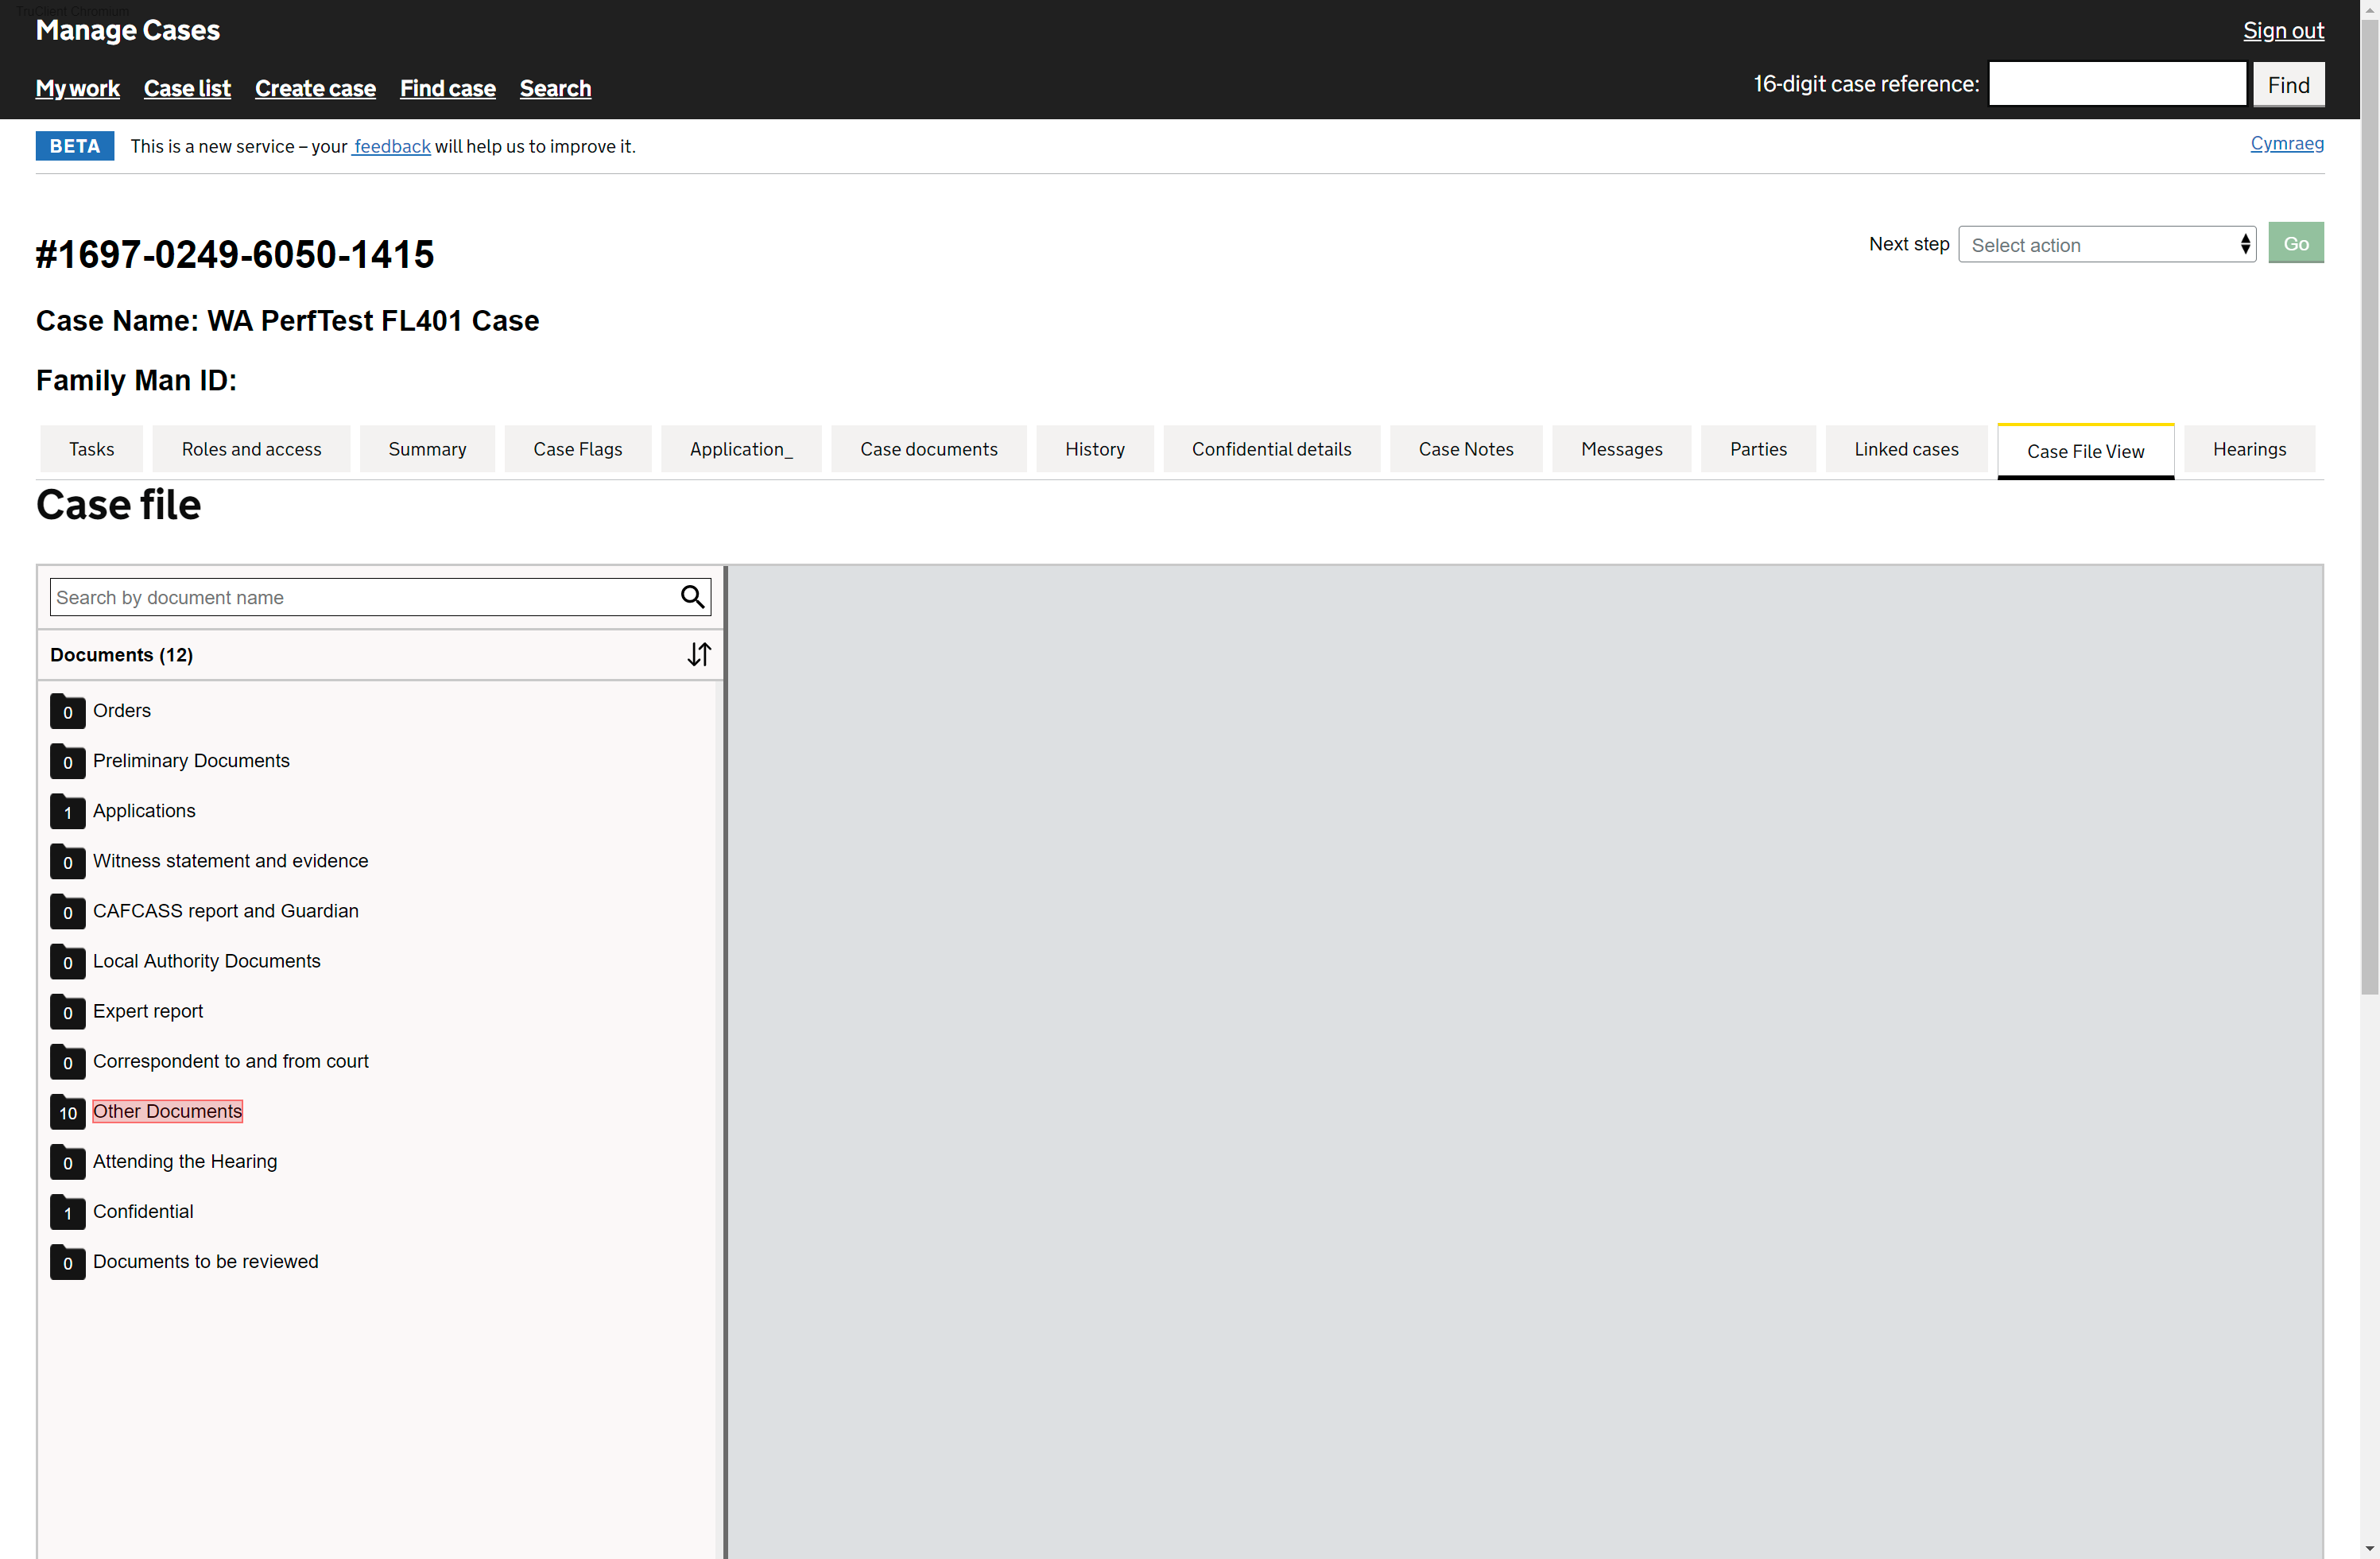 TruClient Chromium
Manage Cases
Sign out
My work Case list Create case Find case Search
16-digit case reference: Find
BETA This is a new service – your feedback will help us to improve it.
Cymraeg
#1697-0249-6050-1415
Next step Select action Go
Case Name: WA PerfTest FL401 Case
Family Man ID:
Tasks Roles and access Summary Case Flags Application_ Case documents History Confidential details Case Notes Messages Parties Linked cases Case File View Hearings
Case file
Search by document name
Documents (12)
0 Orders
0 Preliminary Documents
1 Applications
0 Witness statement and evidence
0 CAFCASS report and Guardian
0 Local Authority Documents
0 Expert report
0 Correspondent to and from court
10 Other Documents
0 Attending the Hearing
1 Confidential
0 Documents to be reviewed